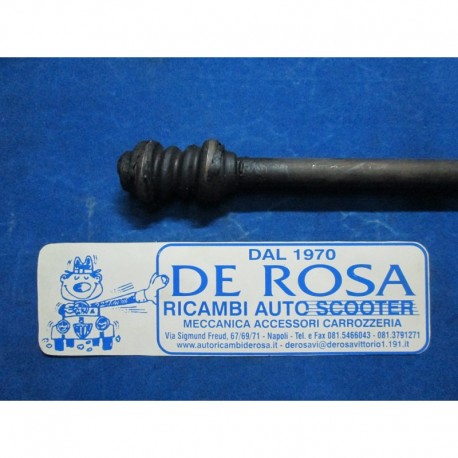 DAL 1970
DE ROSA
RICAMBI AUTO SCOOTER
MECCANICA ACCESSORI CARROZZERIA
Via Sigmund Freud, 67/69/71 - Napoli - Tel. e Fax 081.5466043 - 081.3791271
www.autoricambiderosa.it - derosavi@derosavittorio1.191.it